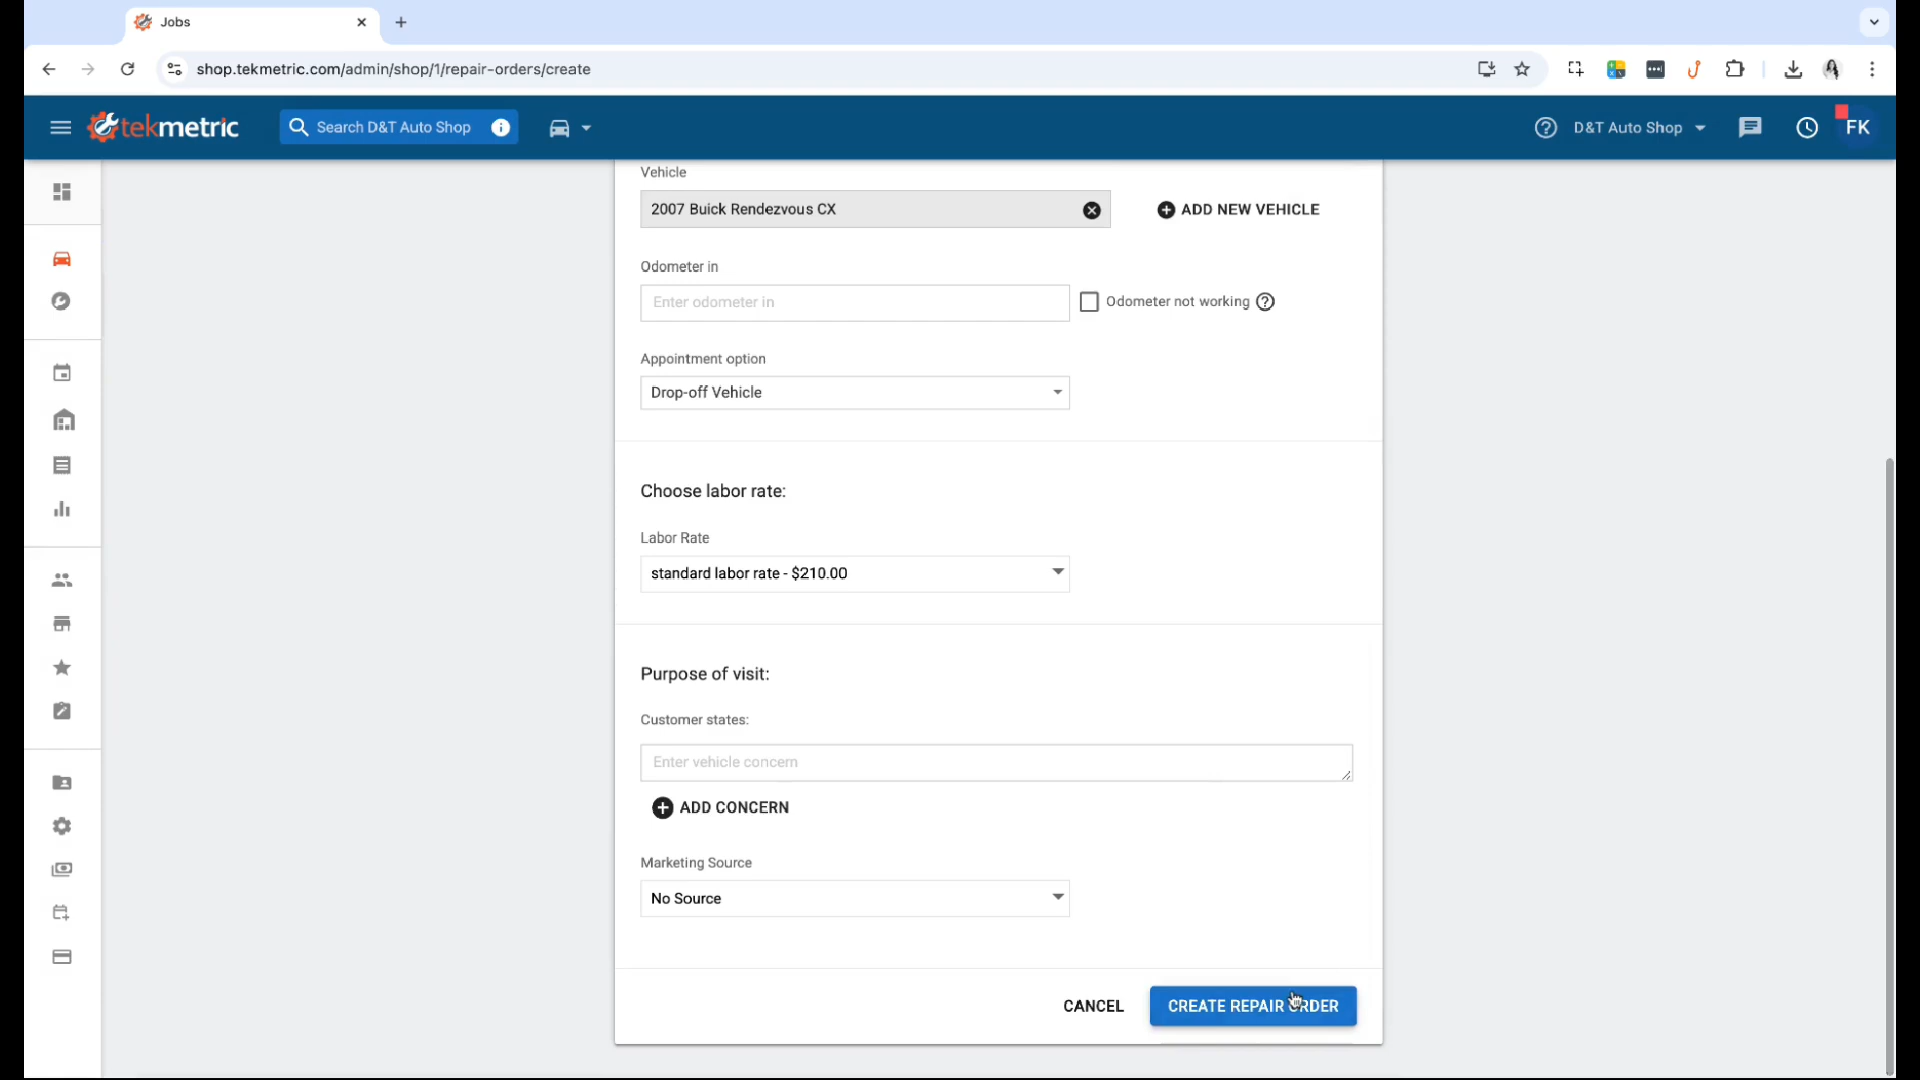 Jobs
shop.tekmetric.com/admin/shop/1/repair-orders/create
tekmetric
Search D&T Auto Shop
D&T Auto Shop
FK
Vehicle
2007 Buick Rendezvous CX
ADD NEW VEHICLE
Odometer in
Enter odometer in
Odometer not working
Appointment option
Drop-off Vehicle
Choose labor rate:
Labor Rate
standard labor rate - $210.00
Purpose of visit:
Customer states:
Enter vehicle concern
ADD CONCERN
Marketing Source
No Source
CANCEL
CREATE REPAIR ORDER